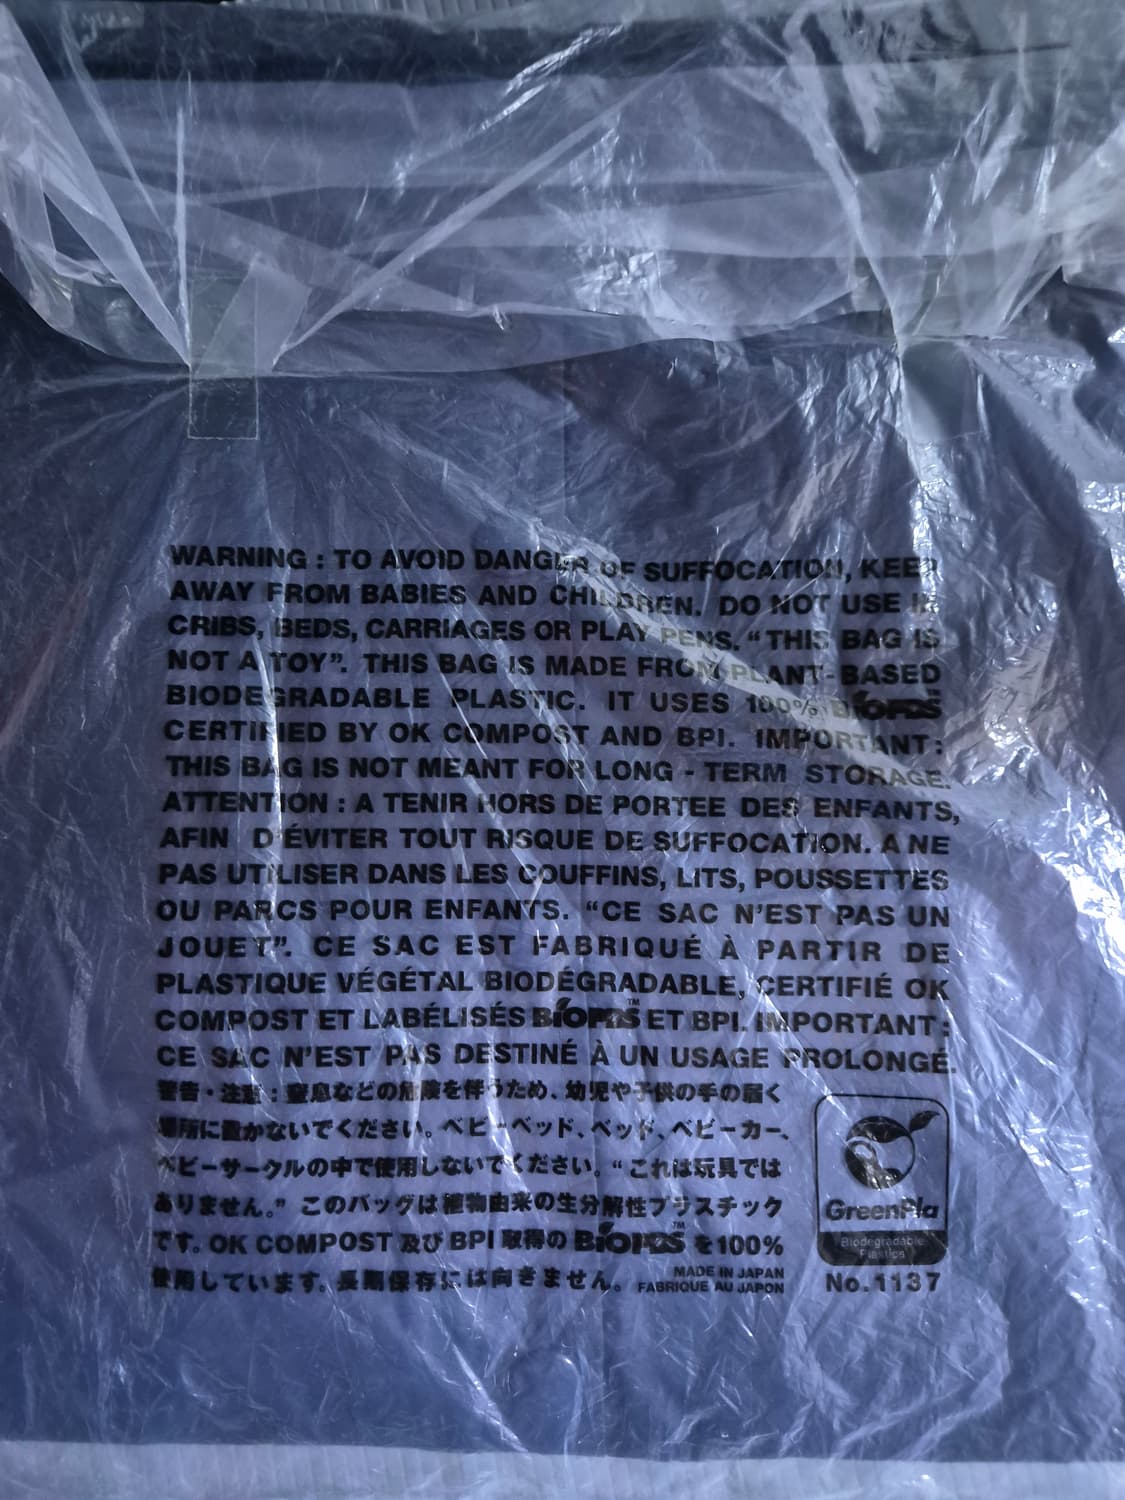 WARNING : TO AVOID DANGER OF SUFFOCATION, KEEP
AWAY FROM BABIES AND CHILDREN. DO NOT USE IN
CRIBS, BEDS, CARRIAGES OR PLAY PENS. “THIS BAG IS
NOT A TOY”. THIS BAG IS MADE FROM PLANT-BASED
BIODEGRADABLE PLASTIC. IT USES 100%
CERTIFIED BY OK COMPOST AND BPI. IMPORTANT:
THIS BAG IS NOT MEANT FOR LONG - TERM STORAGE.
ATTENTION : A TENIR HORS DE PORTEE DES ENFANTS,
AFIN D'ÉVITER TOUT RISQUE DE SUFFOCATION. A NE
PAS UTILISER DANS LES COUFFINS, LITS, POUSSETTES
OU PARCS POUR ENFANTS. “CE SAC N’EST PAS UN
JOUET”. CE SAC EST FABRIQUÉ À PARTIR DE
PLASTIQUE VÉGÉTAL BIODÉGRADABLE, CERTIFIÉ OK
COMPOST ET LABÉLISÉS BiOPBS™ ET BPI. IMPORTANT:
CE SAC N’EST PAS DESTINÉ À UN USAGE PROLONGÉ.
警告・注意 : 窒息などの危険を伴うため、幼児や子供の手の届く
場所に置かないでください。ベビーベッド、ベッド、ベビーカー、
ベビーサークルの中で使用しないでください。“これは玩具では
ありません。” このバッグは植物由来の生分解性プラスチック
です。OK COMPOST 及び BPI 取得の BiOPBS™ を100%
使用しています。長期保存には向きません。
MADE IN JAPAN
FABRIQUE AU JAPON
GreenPla
Biodegradable
Plastics
No.1137